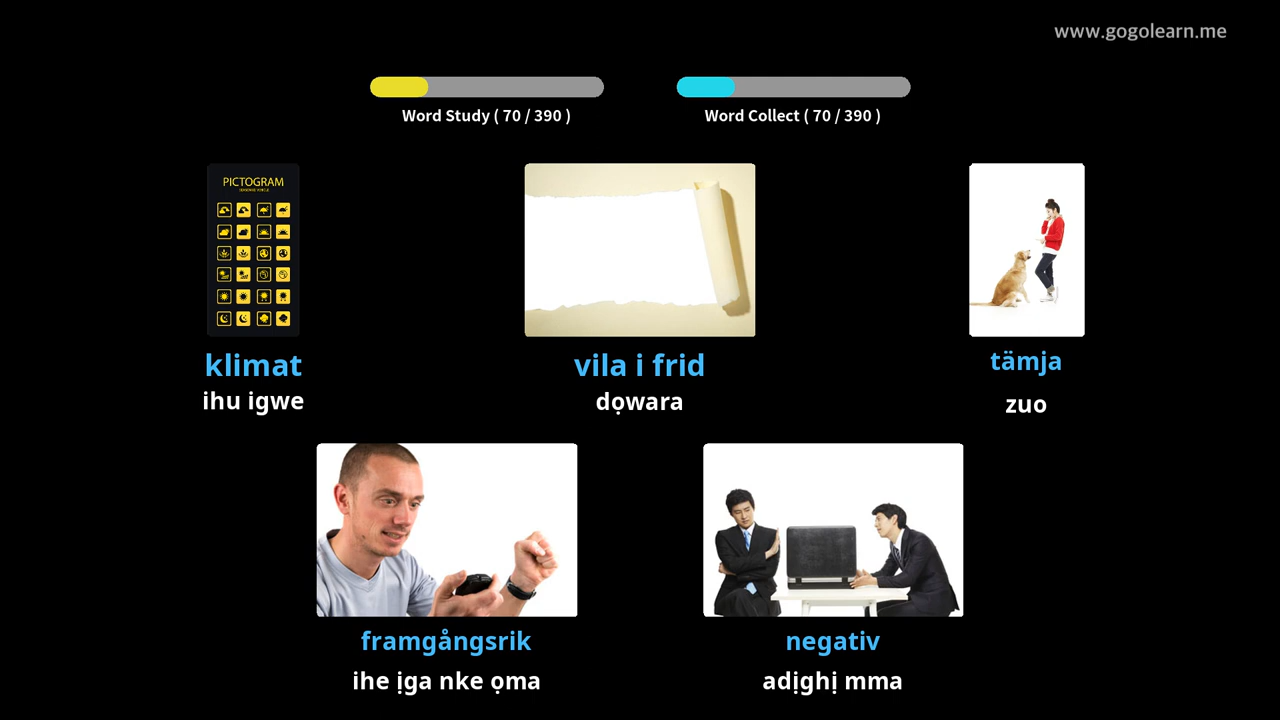 www.gogolearn.me
Word Study ( 70 / 390 )
Word Collect ( 70 / 390 )
PICTOGRAM
klimat
ihu igwe
vila i frid
dọwara
tämja
zuo
framgångsrik
ihe ịga nke ọma
negativ
adịghị mma